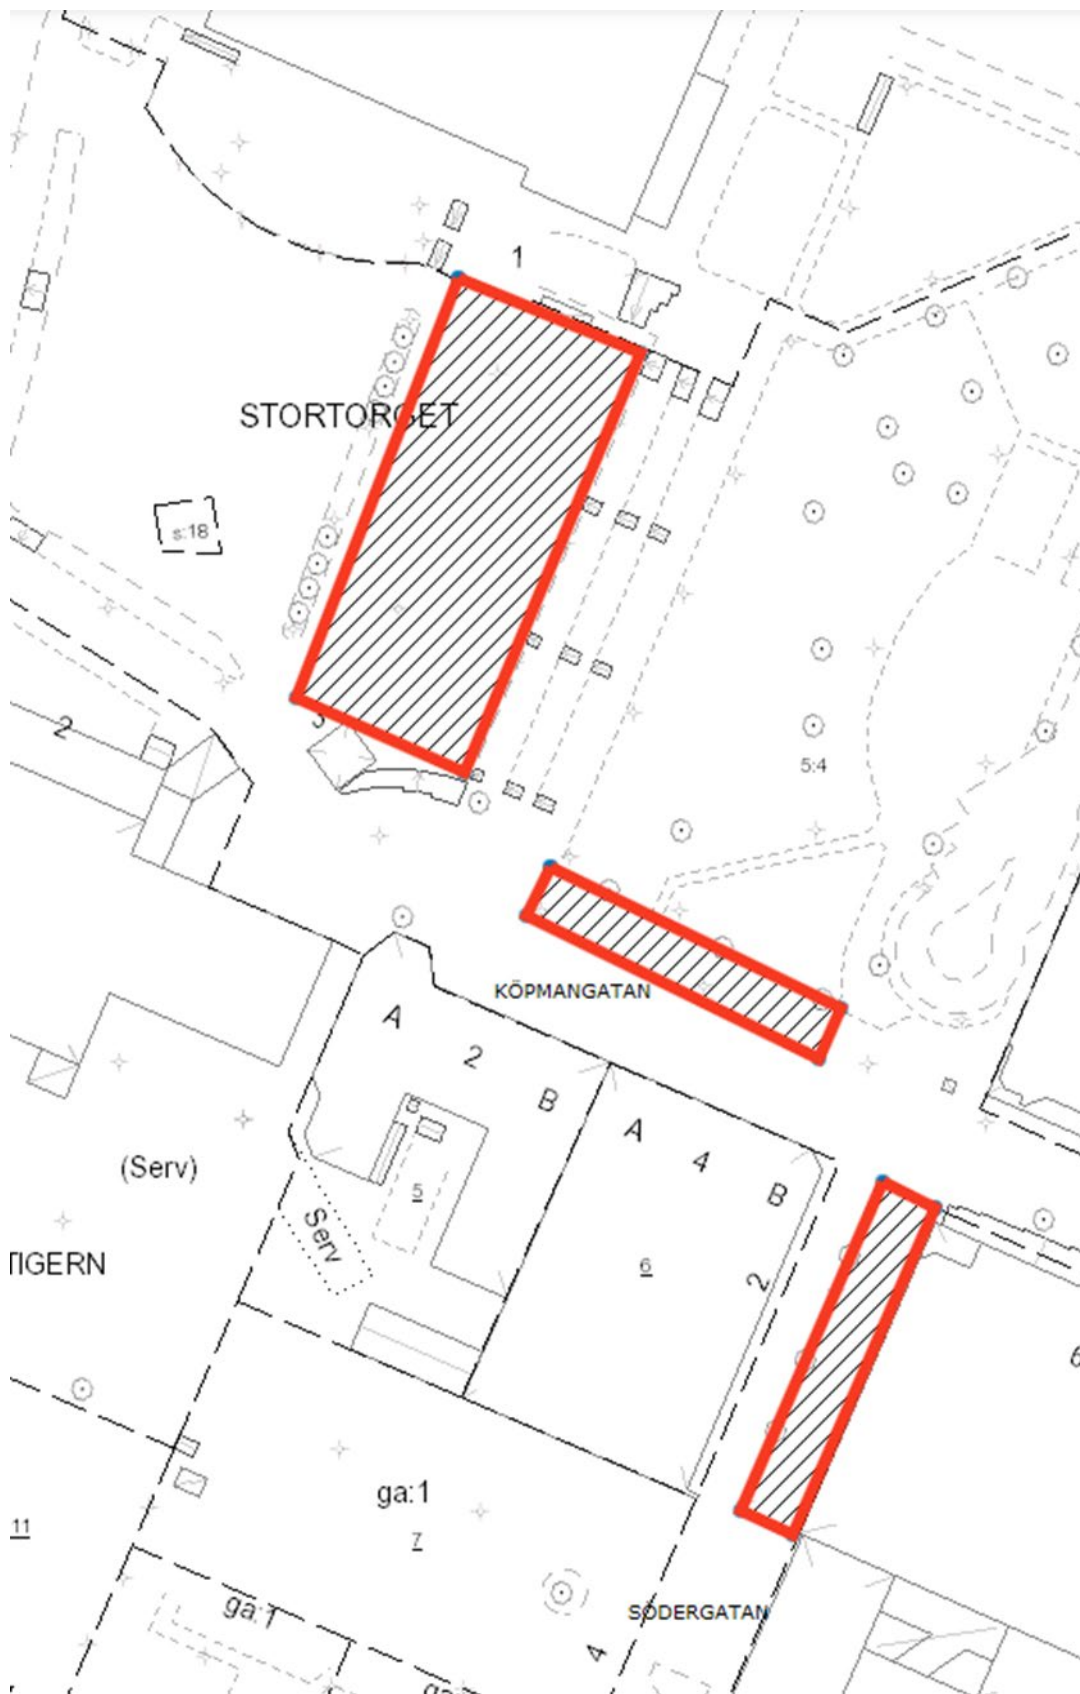 1
STORTORGET
s:18
2
5:4
KÖPMANGATAN
A
2
B
A
4
B
(Serv)
5
Serv
6
2
TIGERN
6
ga:1
7
11
ga:1
SÖDERGATAN
4